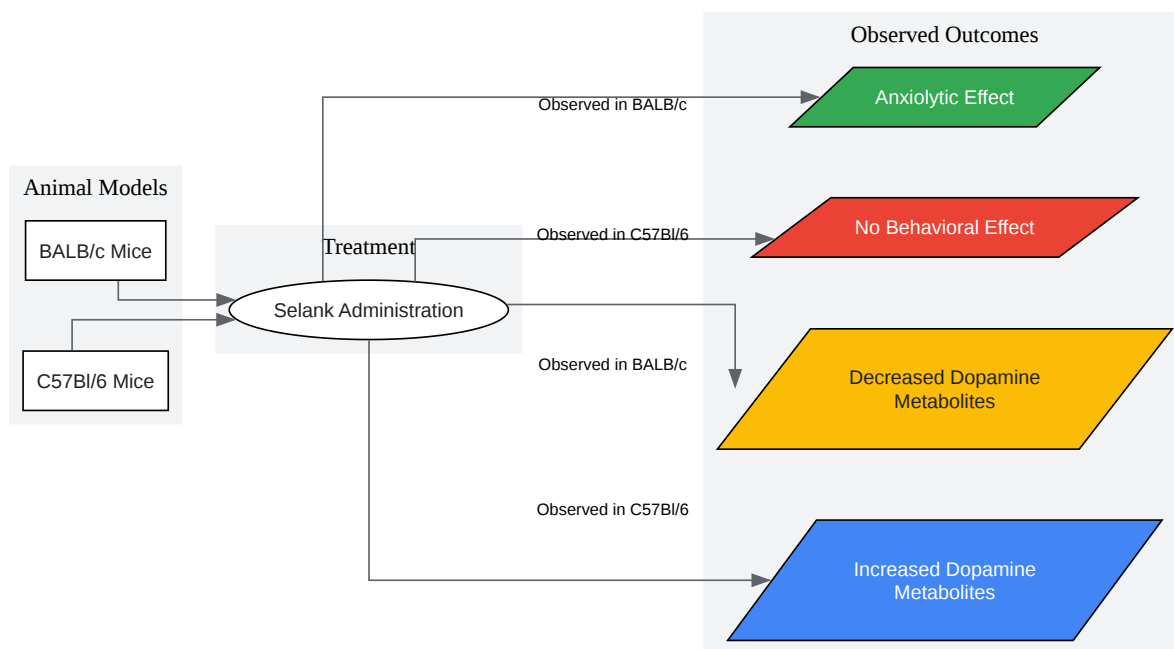 Observed Outcomes
Anxiolytic Effect
Observed in BALB/c
Animal Models
BALB/c Mice
C57Bl/6 Mice
Treatment
Selank Administration
Observed in C57Bl/6
No Behavioral Effect
Observed in BALB/c
Decreased Dopamine
Metabolites
Observed in C57Bl/6
Increased Dopamine
Metabolites